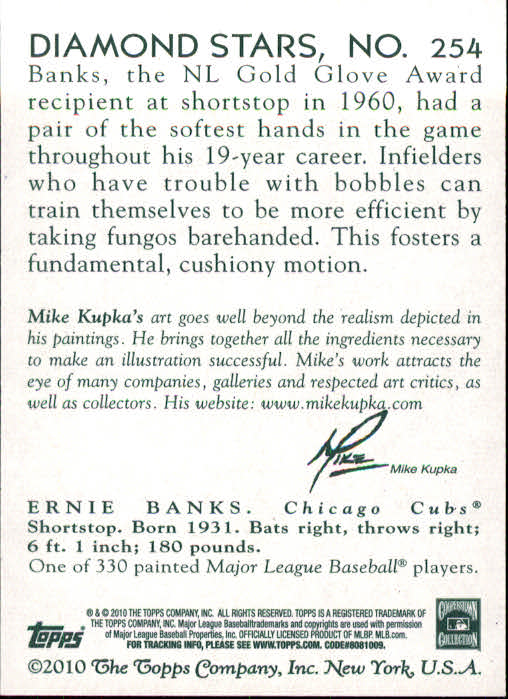 DIAMOND STARS, NO. 254
Banks, the NL Gold Glove Award
recipient at shortstop in 1960, had a
pair of the softest hands in the game
throughout his 19-year career. Infielders
who have trouble with bobbles can
train themselves to be more efficient by
taking fungos barehanded. This fosters a
fundamental, cushiony motion.
Mike Kupka's art goes well beyond the realism depicted in
his paintings. He brings together all the ingredients necessary
to make an illustration successful. Mike's work attracts the
eye of many companies, galleries and respected art critics, as
well as collectors. His website: www.mikekupka.com
MIKE
Mike Kupka
ERNIE BANKS. Chicago Cubs®
Shortstop. Born 1931. Bats right, throws right;
6 ft. 1 inch; 180 pounds.
One of 330 painted Major League Baseball® players.
Topps
® & © 2010 THE TOPPS COMPANY, INC. ALL RIGHTS RESERVED. TOPPS IS A REGISTERED TRADEMARK OF
THE TOPPS COMPANY, INC. Major League Baseball trademarks and copyrights are used with permission
of Major League Baseball Properties, Inc. OFFICIALLY LICENSED PRODUCT OF MLBP. MLB.com.
FOR TRACKING INFO, PLEASE SEE WWW.TOPPS.COM. CODE#8081009.
COOPERSTOWN
COLLECTION
©2010 The Topps Company, Inc. New York, U.S.A.